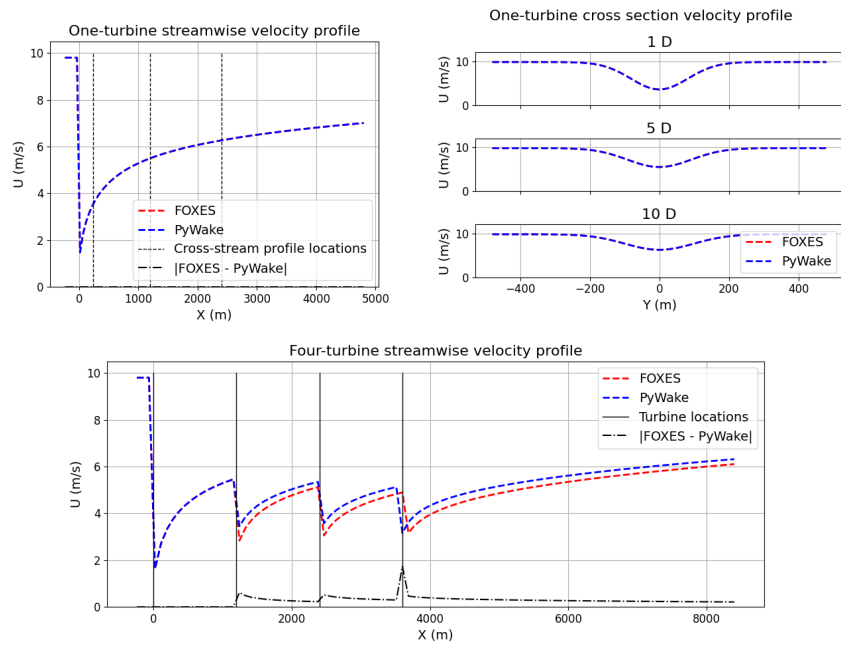 One-turbine streamwise velocity profile
10
8
6
4
2
0
U (m/s)
FOXES
PyWake
Cross-stream profile locations
|FOXES - PyWake|
0
1000
2000
3000
4000
5000
X (m)
One-turbine cross section velocity profile
1 D
10
0
U (m/s)
5 D
10
0
U (m/s)
10 D
10
0
U (m/s)
FOXES
PyWake
−400
−200
0
200
400
Y (m)
Four-turbine streamwise velocity profile
10
8
6
4
2
0
U (m/s)
FOXES
PyWake
Turbine locations
|FOXES - PyWake|
0
2000
4000
6000
8000
X (m)